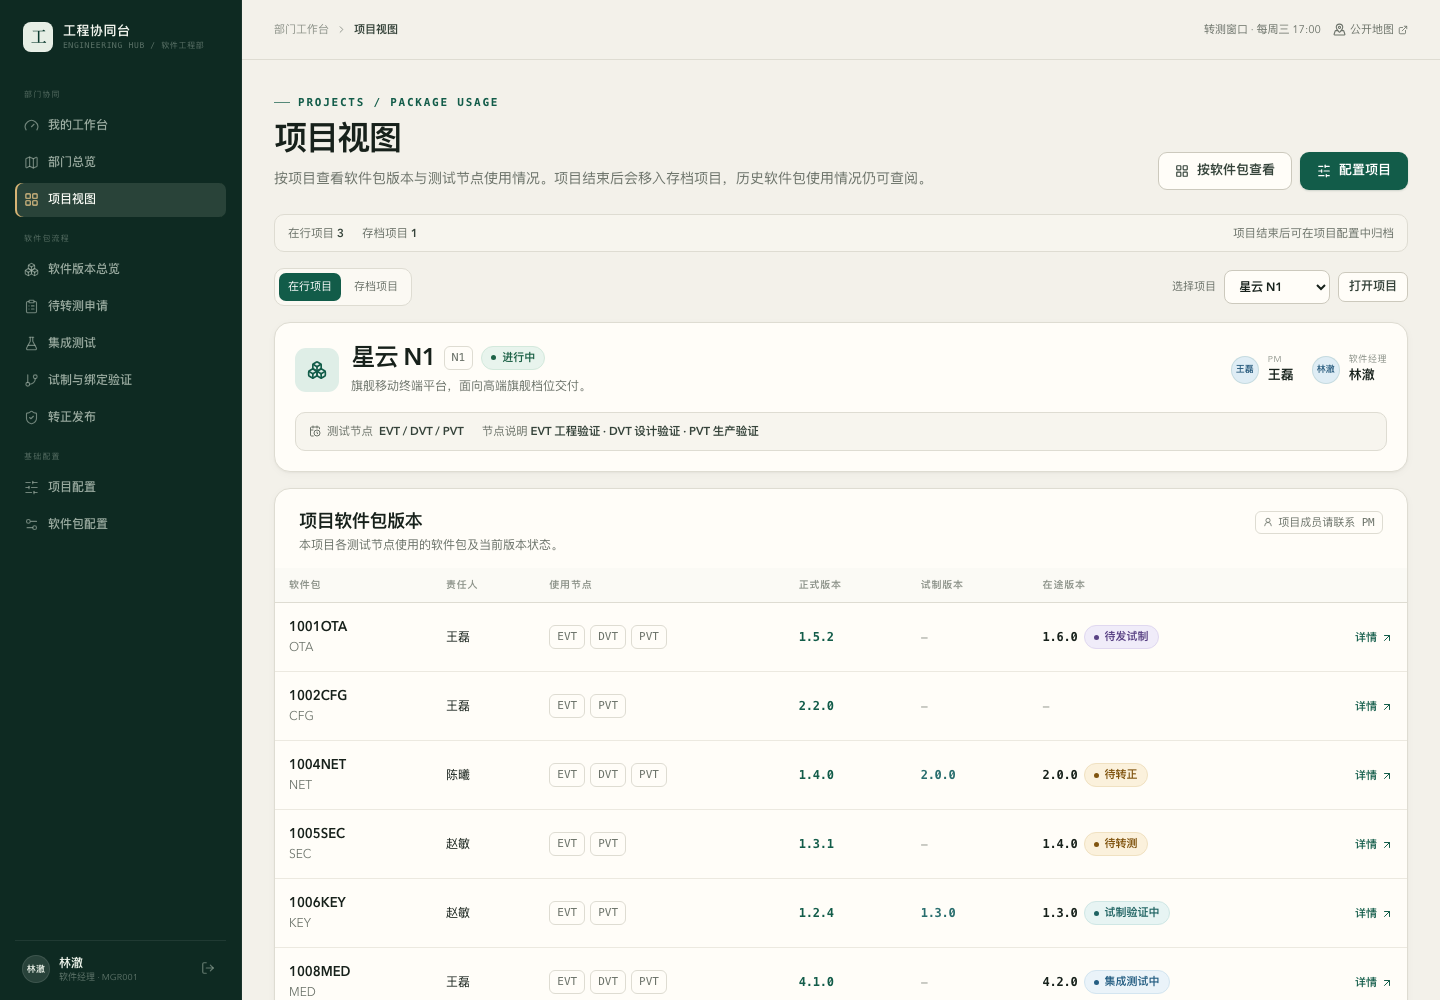 工
工程协同台
ENGINEERING HUB / 软件工程部
部门协同
我的工作台
部门总览
项目视图
软件包流程
软件版本总览
待转测申请
集成测试
试制与绑定验证
转正发布
基础配置
项目配置
软件包配置
林澈
林澈
软件经理 · MGR001
部门工作台 > 项目视图
转测窗口 · 每周三 17:00 公开地图
PROJECTS / PACKAGE USAGE
项目视图
按项目查看软件包版本与测试节点使用情况。项目结束后会移入存档项目，历史软件包使用情况仍可查阅。
按软件包查看
配置项目
在行项目 3 存档项目 1
项目结束后可在项目配置中归档
在行项目 存档项目
选择项目 星云 N1 打开项目
星云 N1 N1 进行中
旗舰移动终端平台，面向高端旗舰档位交付。
王磊 PM 王磊
林澈 软件经理 林澈
测试节点 EVT / DVT / PVT 节点说明 EVT 工程验证 · DVT 设计验证 · PVT 生产验证
项目软件包版本
本项目各测试节点使用的软件包及当前版本状态。
项目成员请联系 PM
软件包 责任人 使用节点 正式版本 试制版本 在途版本
1001OTA
OTA
王磊 EVT DVT PVT 1.5.2 — 1.6.0 待发试制 详情
1002CFG
CFG
王磊 EVT PVT 2.2.0 — — 详情
1004NET
NET
陈曦 EVT DVT PVT 1.4.0 2.0.0 2.0.0 待转正 详情
1005SEC
SEC
赵敏 EVT PVT 1.3.1 — 1.4.0 待转测 详情
1006KEY
KEY
赵敏 EVT PVT 1.2.4 1.3.0 1.3.0 试制验证中 详情
1008MED
MED
王磊 EVT DVT PVT 4.1.0 — 4.2.0 集成测试中 详情